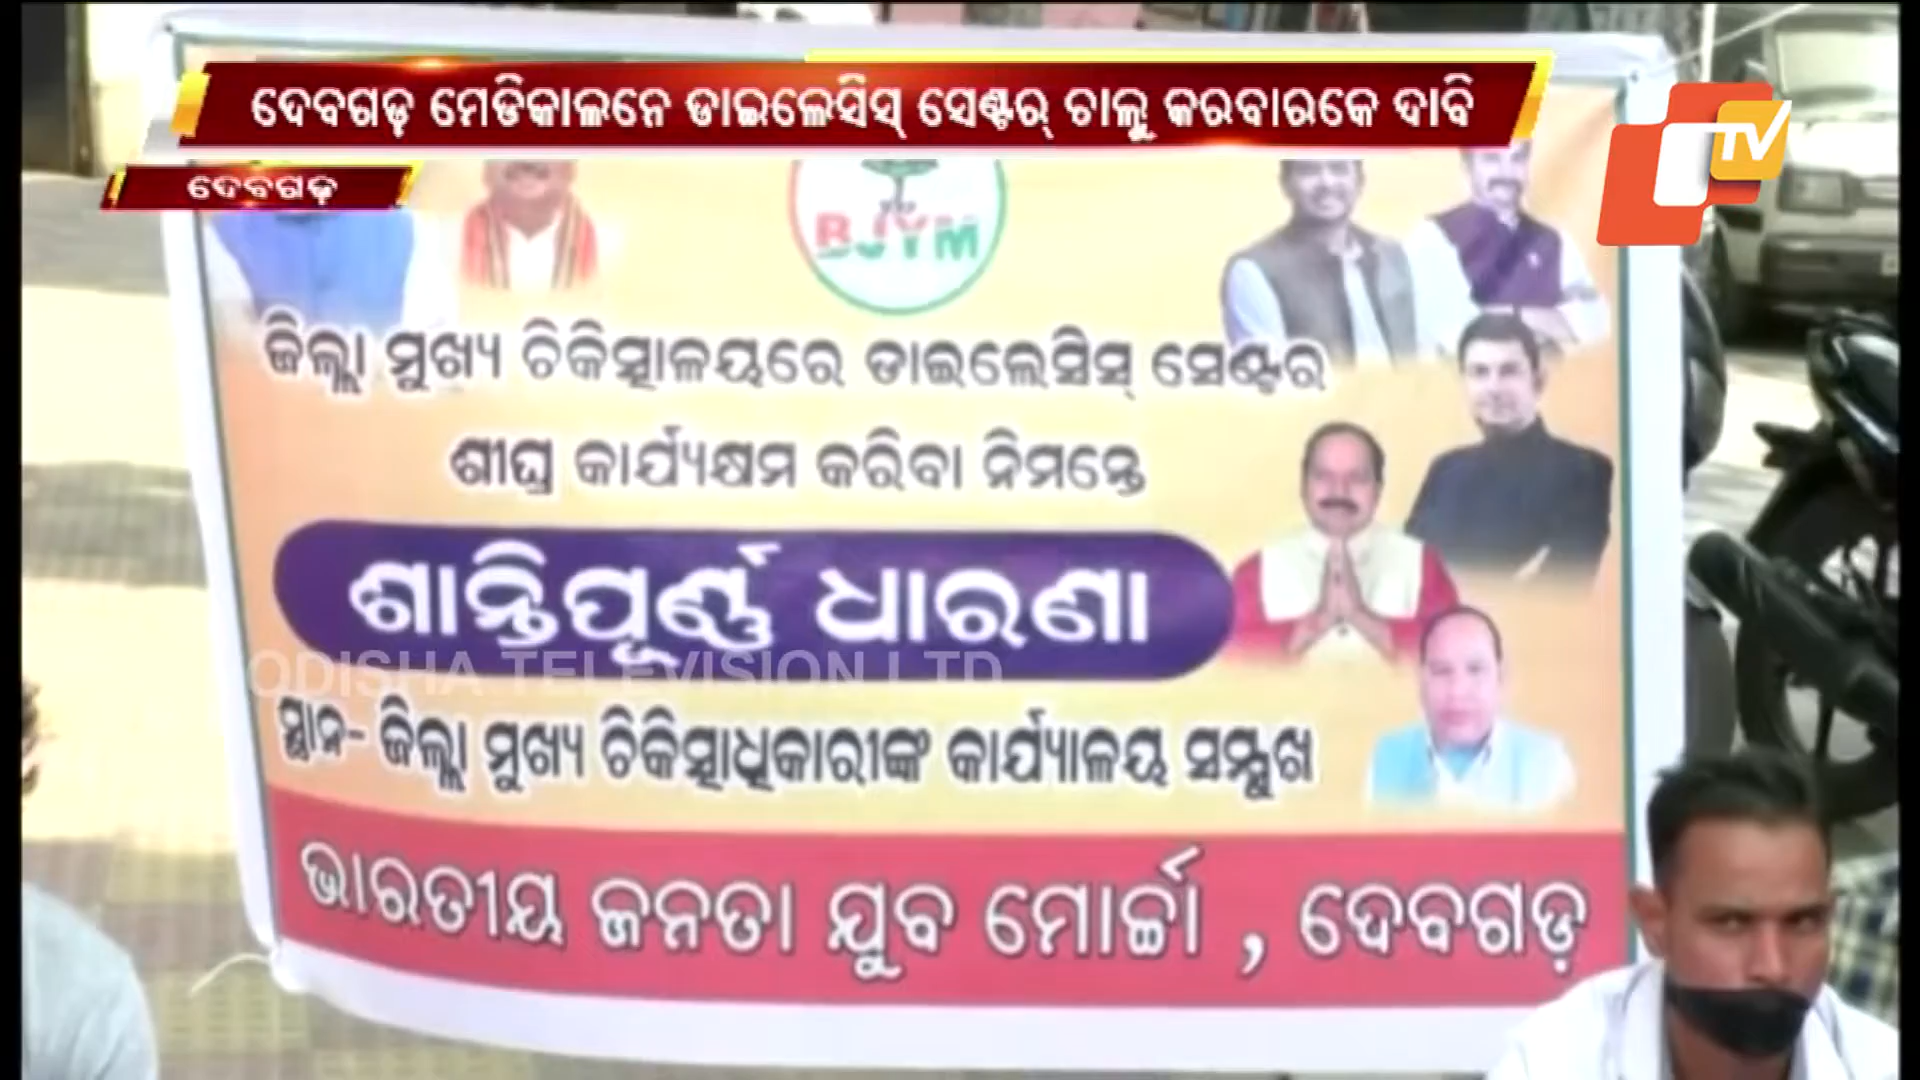 ଦେବଗଡ଼ ମେଡିକାଲନେ ଡାଇଲେସିସ୍ ସେଣ୍ଟର୍ ଚାଲୁ କରବାରକେ ଦାବି
TV
ଦେବଗଡ଼
BJYM
ଜିଲ୍ଲା ମୁଖ୍ୟ ଚିକିତ୍ସାଳୟରେ ଡାଇଲେସିସ୍ ସେଣ୍ଟର
ଶୀଘ୍ର କାର୍ଯ୍ୟକ୍ଷମ କରିବା ନିମନ୍ତେ
ଶାନ୍ତିପୂର୍ଣ୍ଣ ଧାରଣା
ODISHA TELEVISION LTD
ସ୍ଥାନ- ଜିଲ୍ଲା ମୁଖ୍ୟ ଚିକିତ୍ସାଧିକାରୀଙ୍କ କାର୍ଯ୍ୟାଳୟ ସମ୍ମୁଖ
ଭାରତୀୟ ଜନତା ଯୁବ ମୋର୍ଚ୍ଚା , ଦେବଗଡ଼